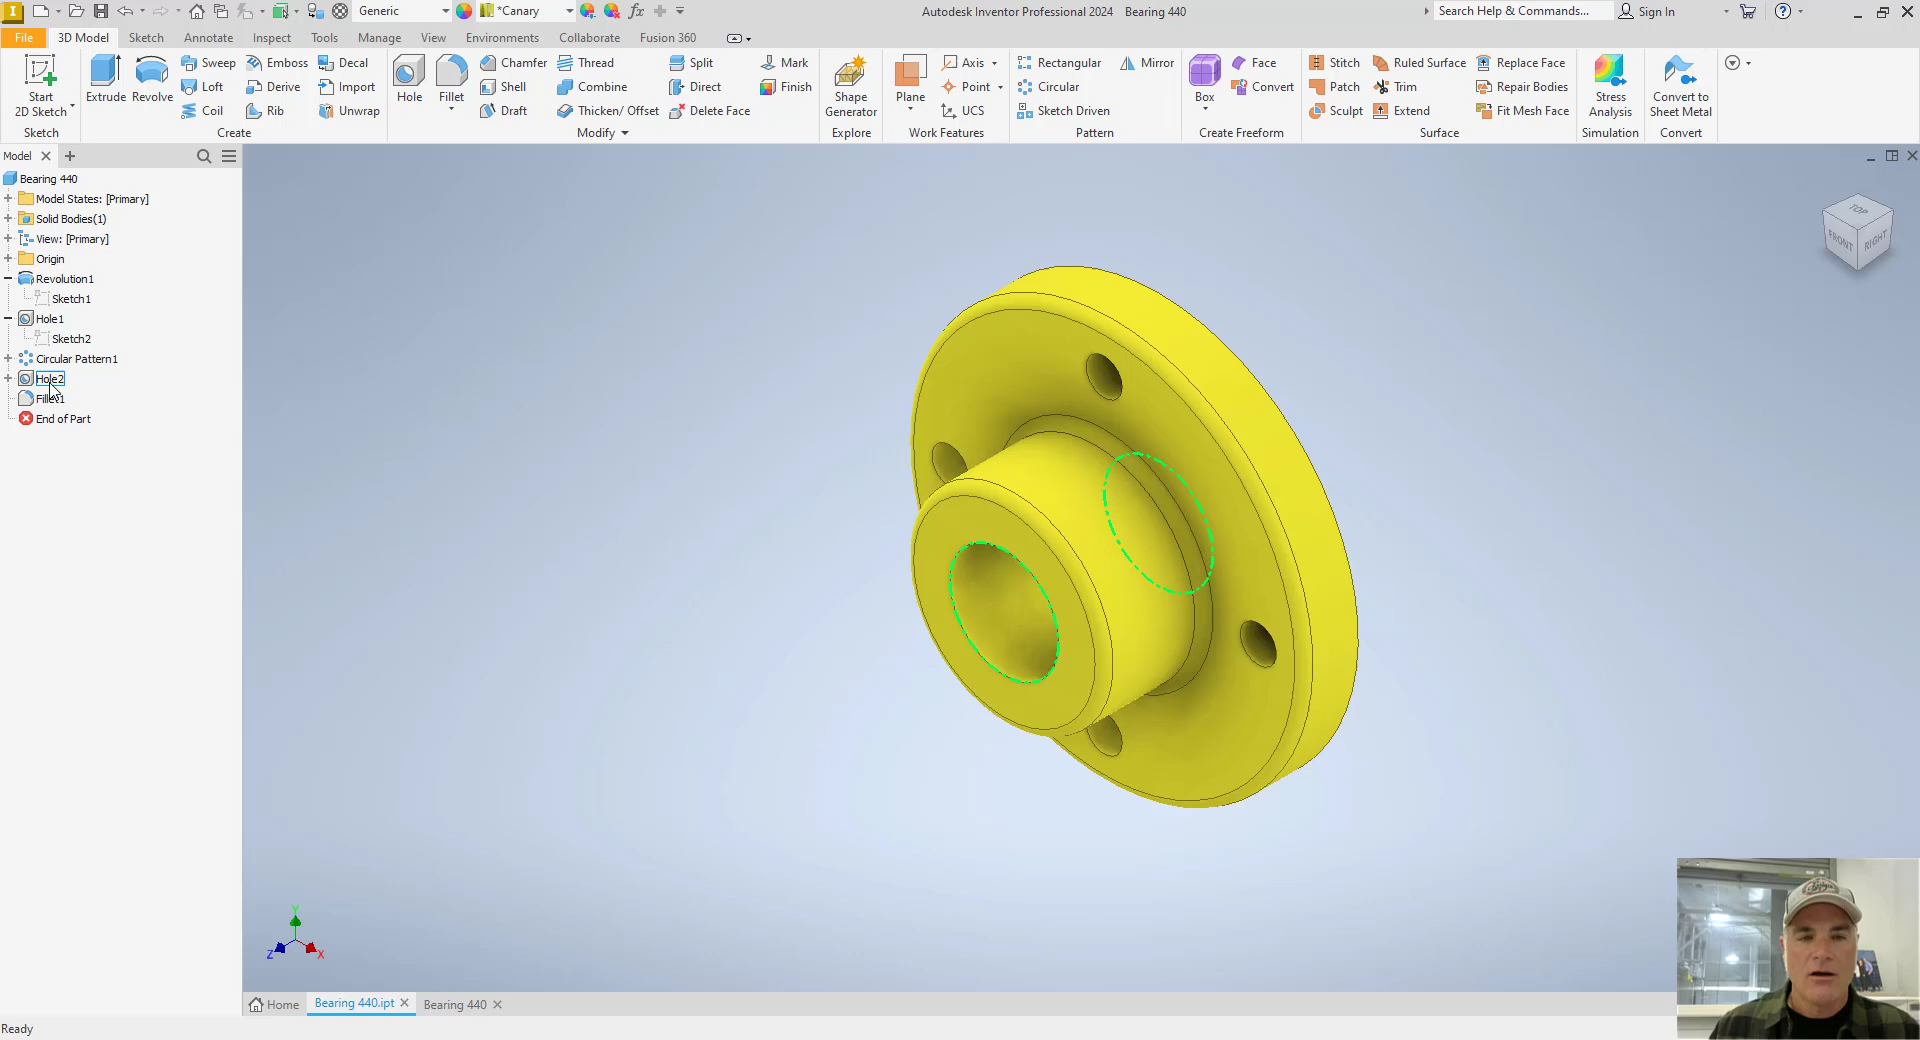 I Generic *Canary fx Autodesk Inventor Professional 2024 Bearing 440 Search Help & Commands... Sign In
File 3D Model Sketch Annotate Inspect Tools Manage View Environments Collaborate Fusion 360
Start
2D Sketch
Sketch
Extrude Revolve
Sweep Emboss Decal
Loft Derive Import
Coil Rib Unwrap
Create
Hole Fillet
Chamfer Thread Split Mark
Shell Combine Direct Finish
Draft Thicken/ Offset Delete Face
Modify
Shape
Generator
Explore
Plane
Axis
Point
UCS
Work Features
Rectangular Mirror
Circular
Sketch Driven
Pattern
Box
Face
Convert
Create Freeform
Stitch Ruled Surface Replace Face
Patch Trim Repair Bodies
Sculpt Extend Fit Mesh Face
Surface
Stress
Analysis
Simulation
Convert to
Sheet Metal
Convert
Model
Bearing 440
Model States: [Primary]
Solid Bodies(1)
View: [Primary]
Origin
Revolution1
Sketch1
Hole1
Sketch2
Circular Pattern1
Hole2
Fillet1
End of Part
TOP
FRONT
RIGHT
Y
Z
X
Home Bearing 440.ipt Bearing 440
Ready